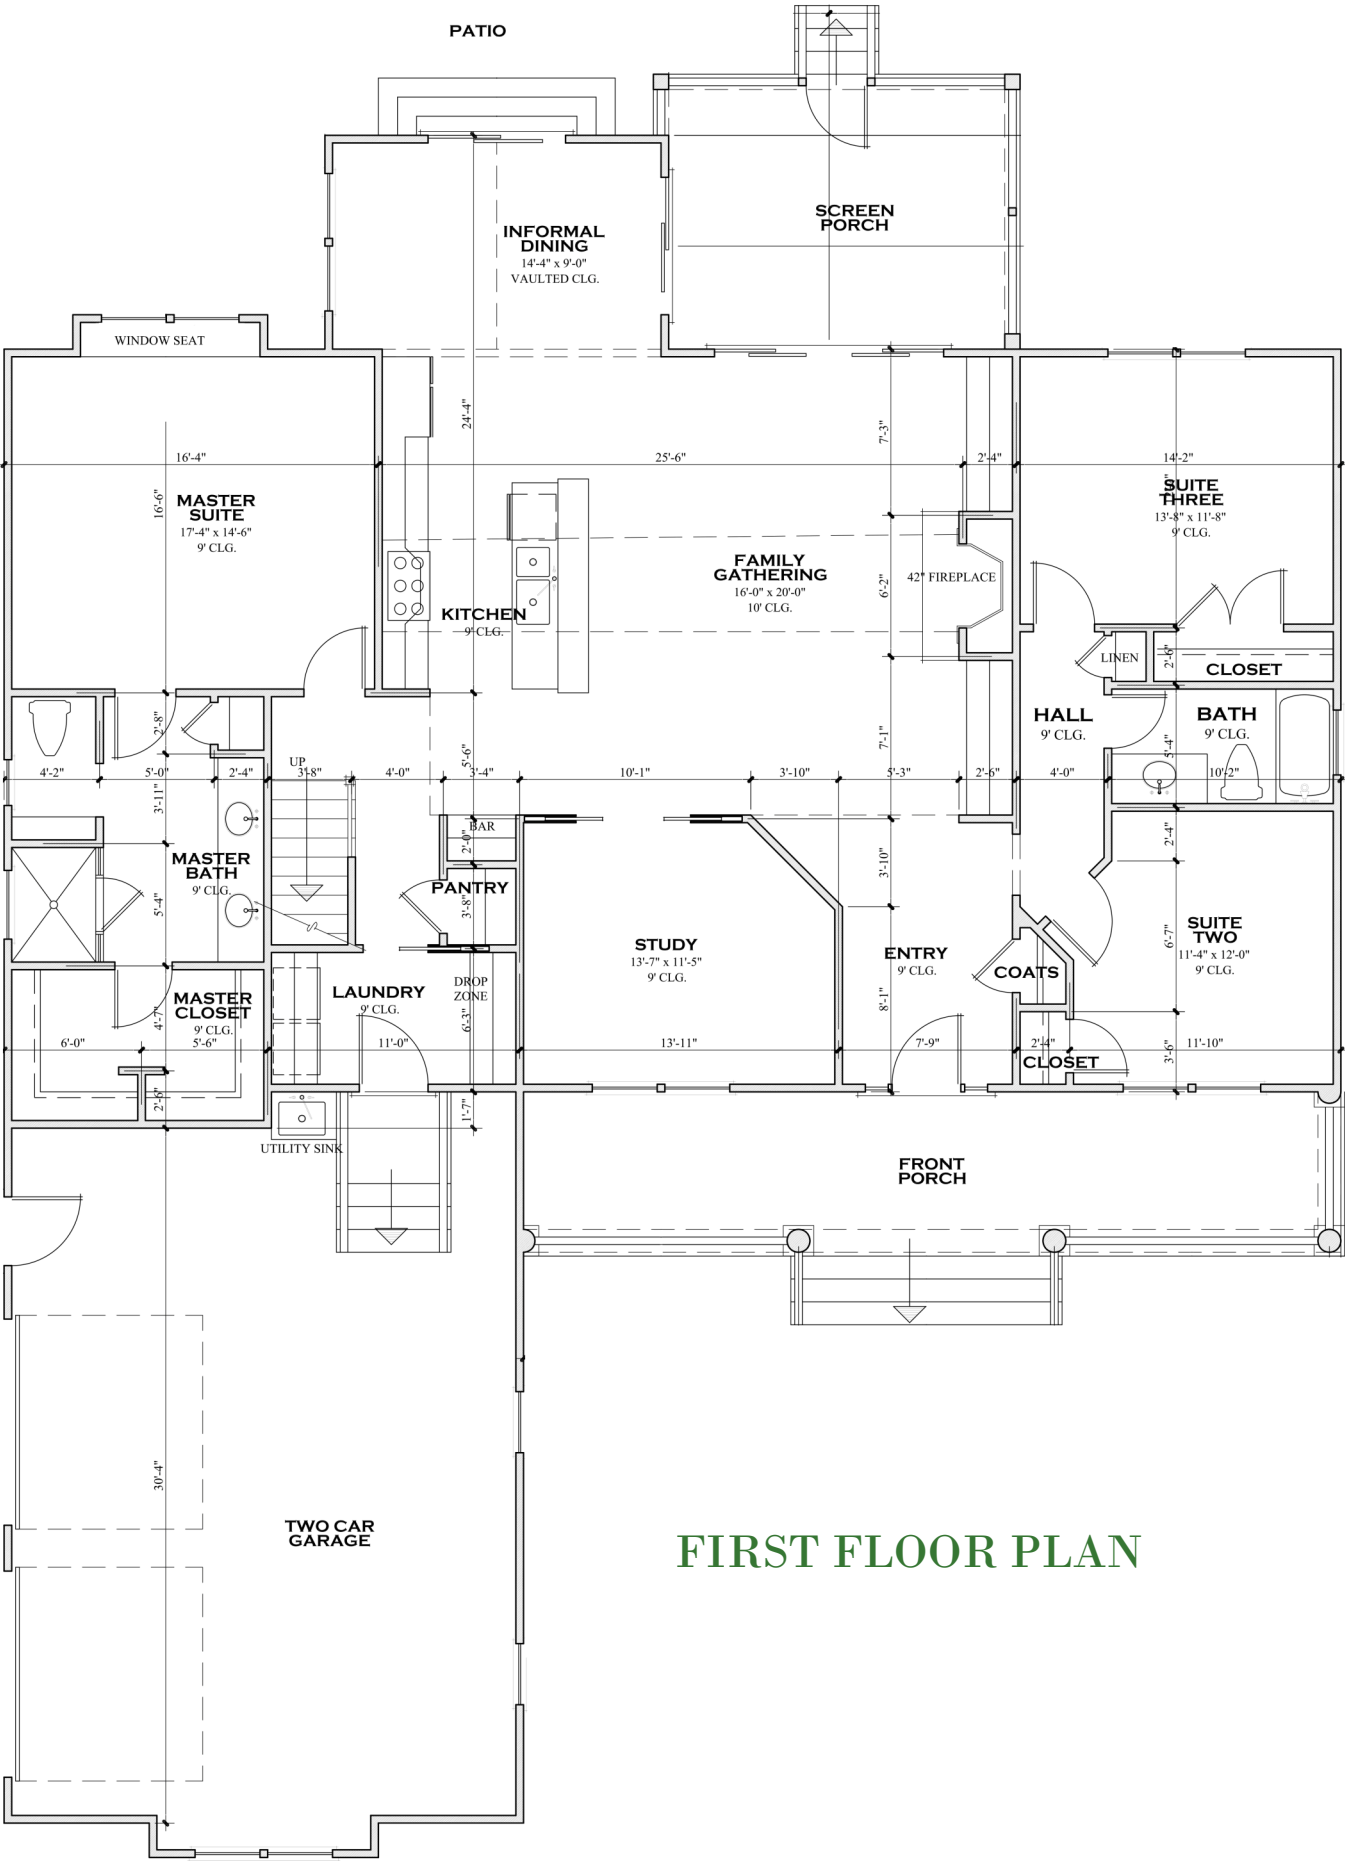 PATIO
SCREEN
PORCH
INFORMAL
DINING
14'-4" x 9'-0"
VAULTED CLG.
WINDOW SEAT
24'-4"
7'-3"
16'-4"
25'-6"
2'-4"
14'-2"
MASTER
SUITE
17'-4" x 14'-6"
9' CLG.
16'-6"
SUITE
THREE
13'-8" x 11'-8"
9' CLG.
FAMILY
GATHERING
16'-0" x 20'-0"
10' CLG.
42" FIREPLACE
6'-2"
KITCHEN
9' CLG.
LINEN
2'-6"
CLOSET
HALL
9' CLG.
BATH
9' CLG.
2'-8"
5'-6"
7'-1"
5'-4"
UP
4'-2"
5'-0"
2'-4"
3'-8"
4'-0"
3'-4"
10'-1"
3'-10"
5'-3"
2'-6"
4'-0"
10'-2"
3'-11"
BAR
2'-0"
2'-4"
MASTER
BATH
9' CLG.
PANTRY
3'-8"
3'-10"
5'-4"
STUDY
13'-7" x 11'-5"
9' CLG.
ENTRY
9' CLG.
SUITE
TWO
11'-4" x 12'-0"
9' CLG.
6'-7"
COATS
LAUNDRY
9' CLG.
DROP
ZONE
6'-3"
8'-1"
MASTER
CLOSET
9' CLG.
4'-7"
6'-0"
5'-6"
11'-0"
13'-11"
7'-9"
2'-4"
11'-10"
CLOSET
3'-6"
2'-6"
1'-7"
UTILITY SINK
FRONT
PORCH
30'-4"
TWO CAR
GARAGE
FIRST FLOOR PLAN